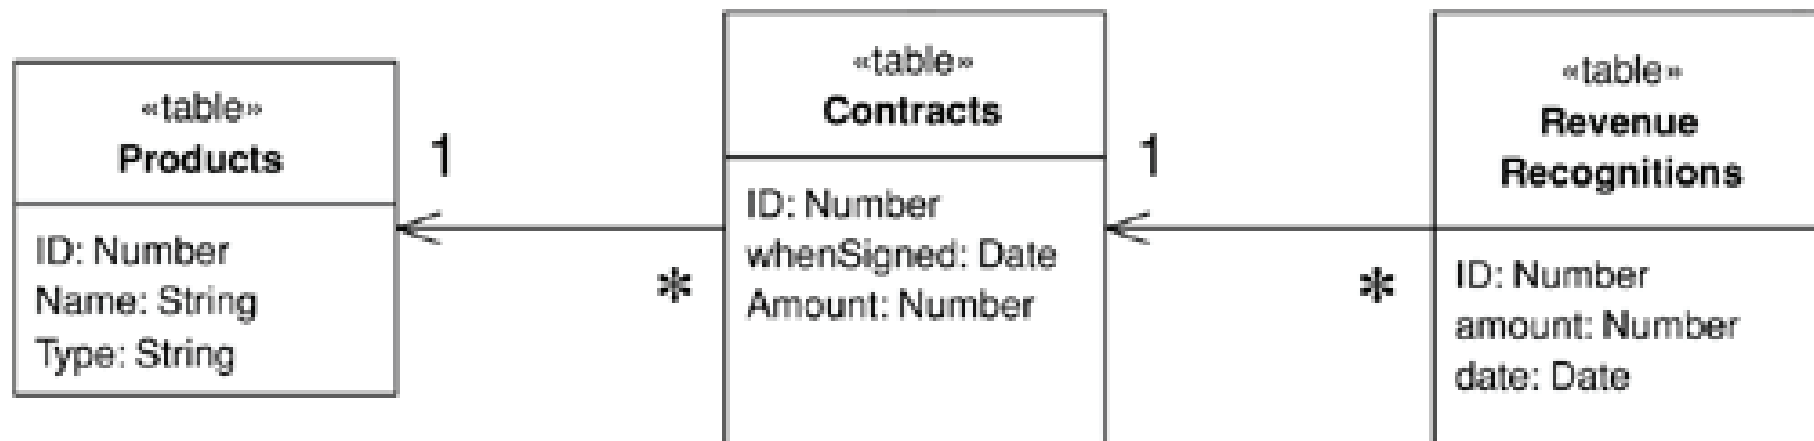 «table»
Products
ID: Number
Name: String
Type: String
1
*
«table»
Contracts
ID: Number
whenSigned: Date
Amount: Number
1
*
«table»
Revenue
Recognitions
ID: Number
amount: Number
date: Date